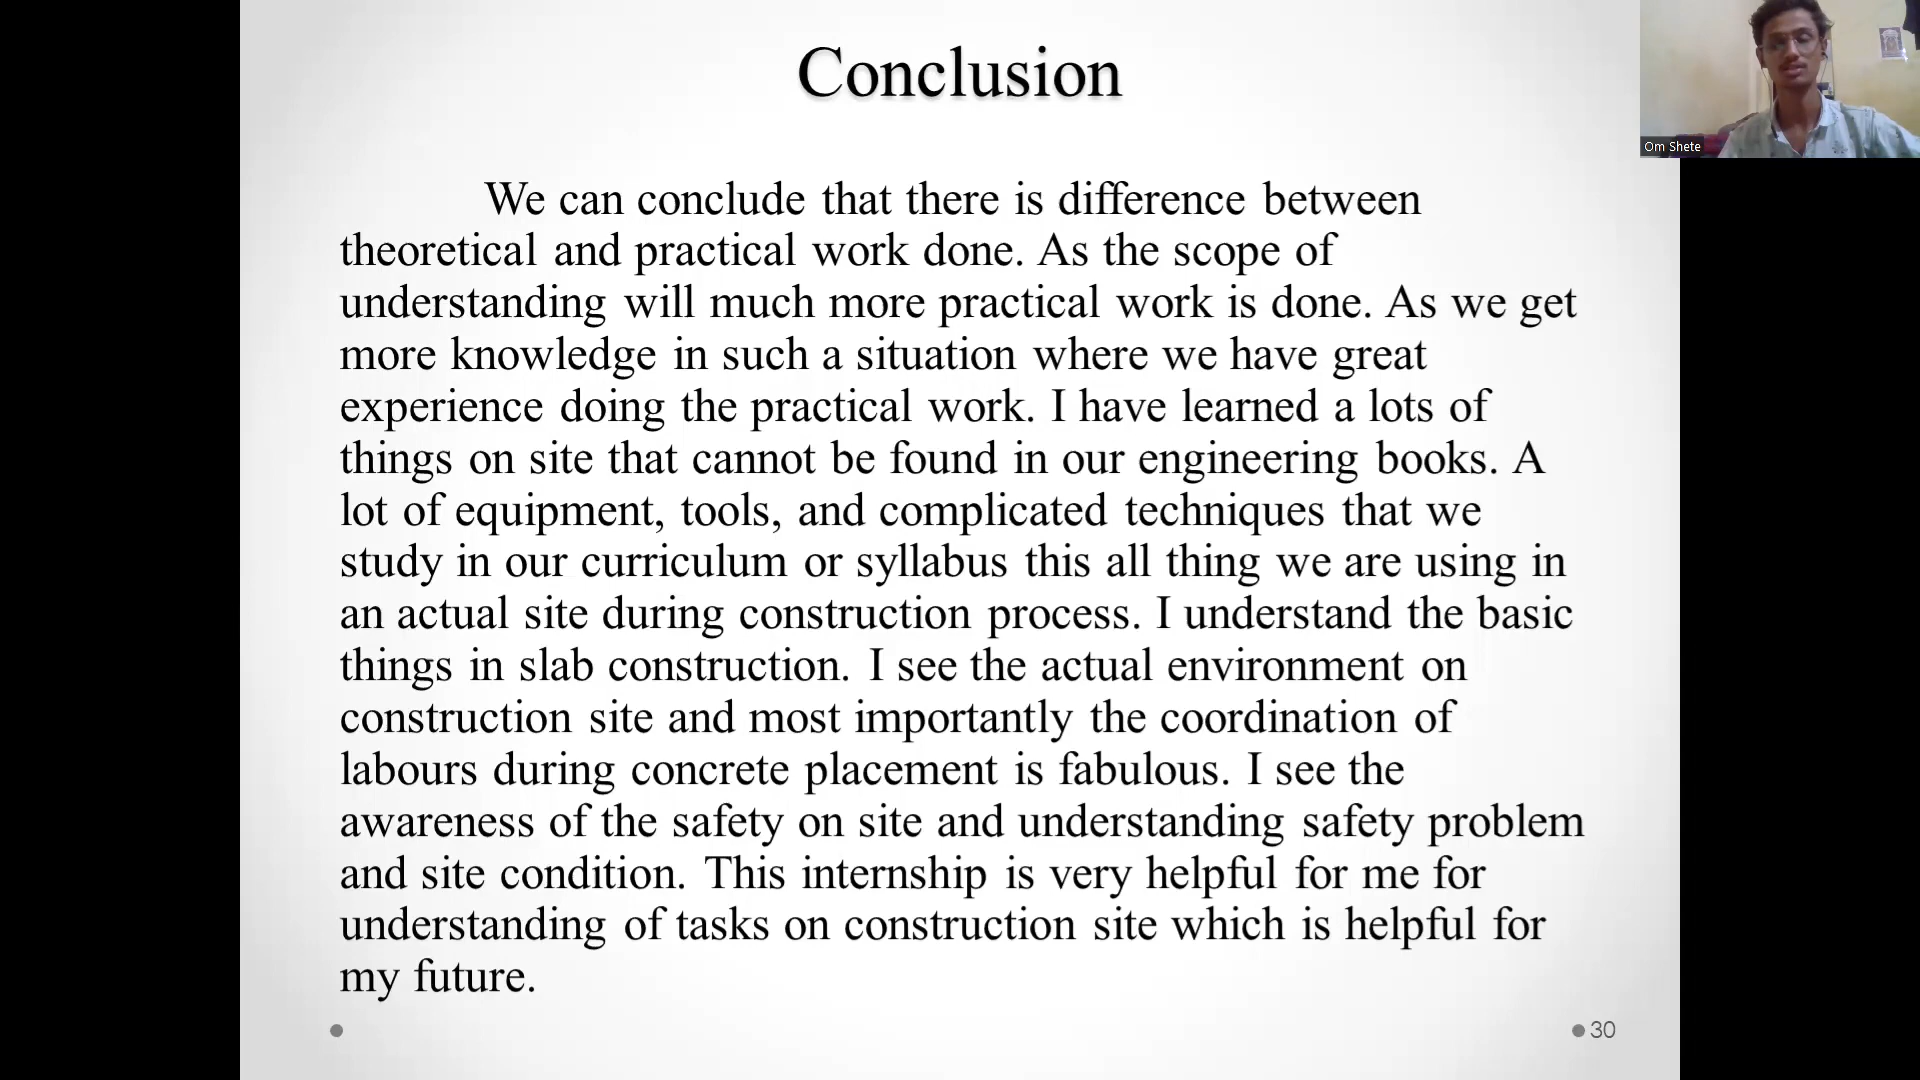 Conclusion
Om Shete
We can conclude that there is difference between
theoretical and practical work done. As the scope of
understanding will much more practical work is done. As we get
more knowledge in such a situation where we have great
experience doing the practical work. I have learned a lots of
things on site that cannot be found in our engineering books. A
lot of equipment, tools, and complicated techniques that we
study in our curriculum or syllabus this all thing we are using in
an actual site during construction process. I understand the basic
things in slab construction. I see the actual environment on
construction site and most importantly the coordination of
labours during concrete placement is fabulous. I see the
awareness of the safety on site and understanding safety problem
and site condition. This internship is very helpful for me for
understanding of tasks on construction site which is helpful for
my future.
30